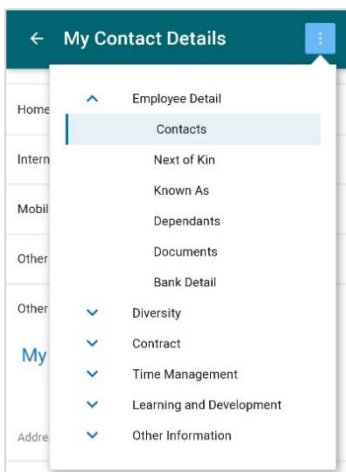 My Contact Details
Employee Detail
Home
Contacts
Intern
Next of Kin
Known As
Mobil
Dependants
Other
Documents
Bank Detail
Other
Diversity
Contract
My
Time Management
Learning and Development
Addre
Other Information